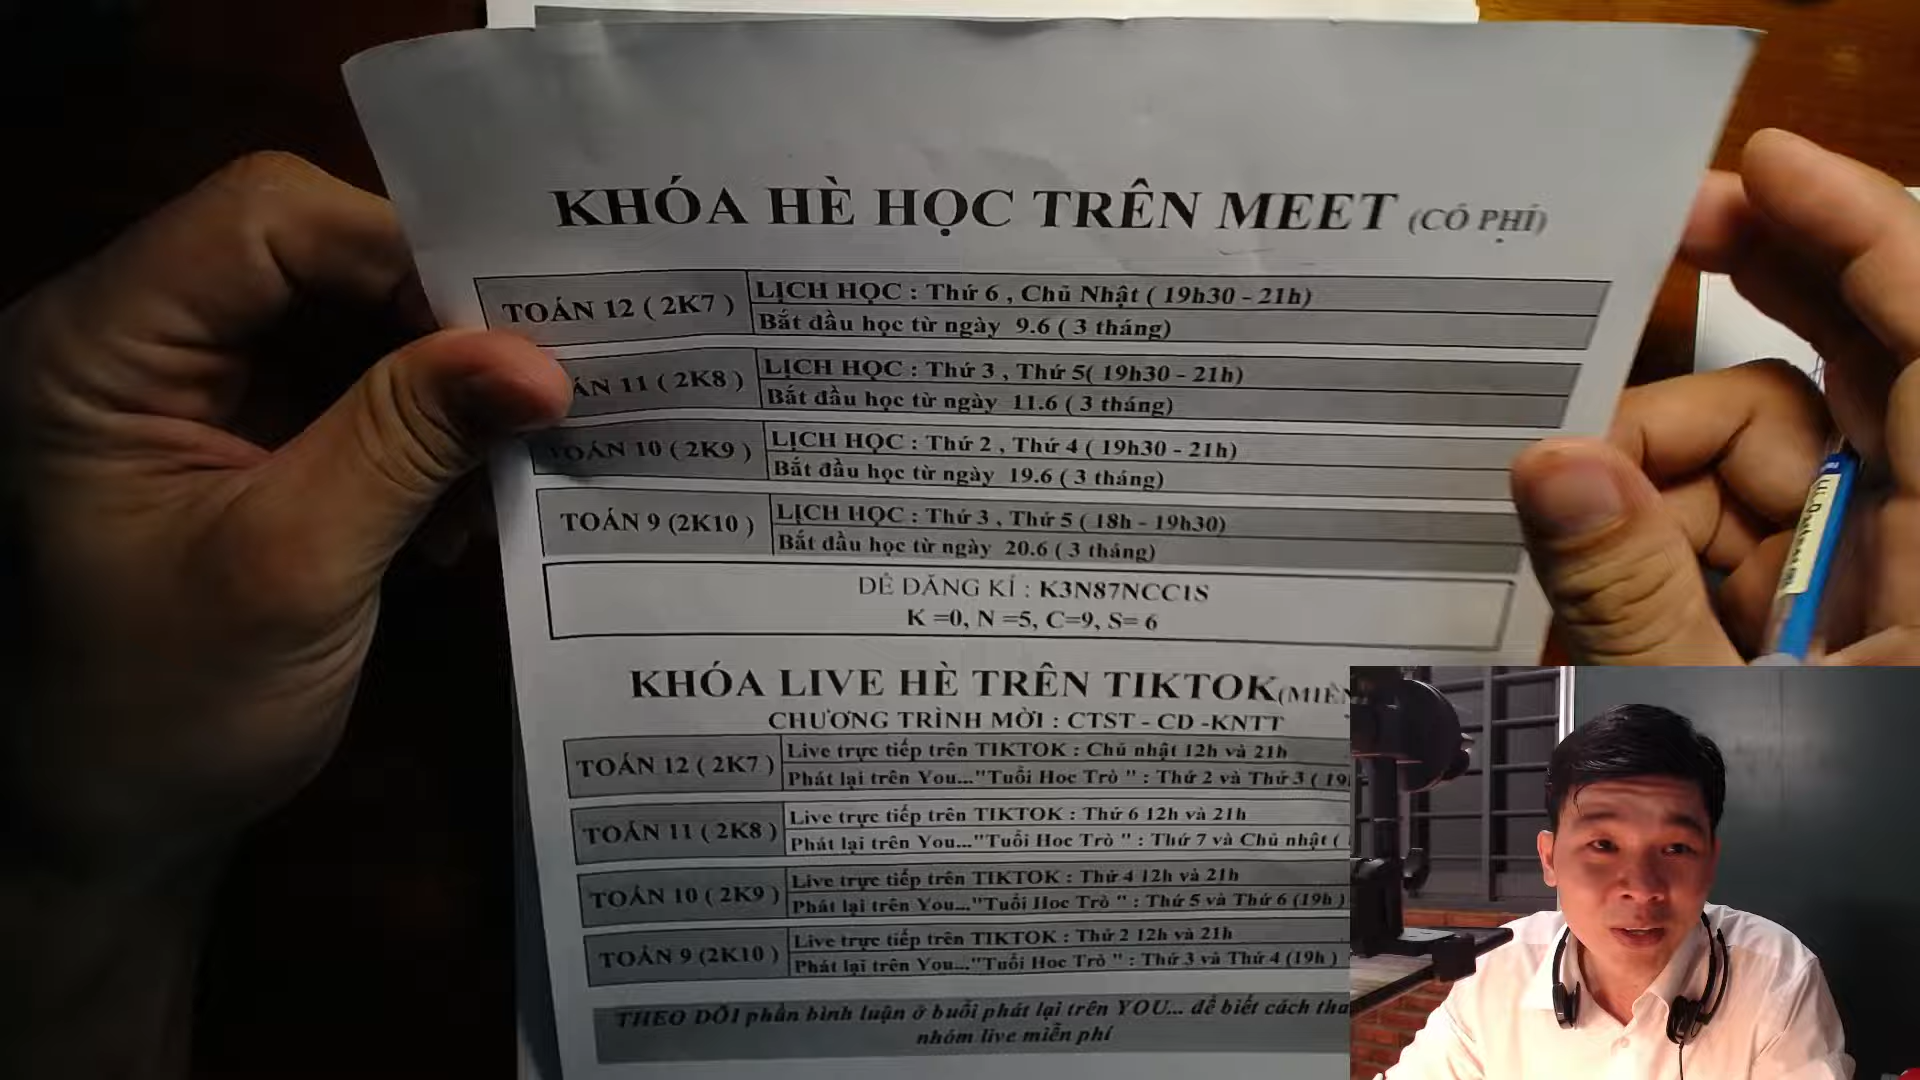 KHÓA HÈ HỌC TRÊN MEET (CÓ PHÍ)
TOÁN 12 ( 2K7 )
LỊCH HỌC : Thứ 6 , Chủ Nhật ( 19h30 - 21h)
Bắt đầu học từ ngày 9.6 ( 3 tháng)
ÁN 11 ( 2K8 )
LỊCH HỌC : Thứ 3 , Thứ 5( 19h30 - 21h)
Bắt đầu học từ ngày 11.6 ( 3 tháng)
TOÁN 10 ( 2K9 )
LỊCH HỌC : Thứ 2 , Thứ 4 ( 19h30 - 21h)
Bắt đầu học từ ngày 19.6 ( 3 tháng)
TOÁN 9 (2K10 )
LỊCH HỌC : Thứ 3 , Thứ 5 ( 18h - 19h30)
Bắt đầu học từ ngày 20.6 ( 3 tháng)
ĐỂ ĐĂNG KÍ : K3N87NCC1S
K =0, N =5, C=9, S= 6
KHÓA LIVE HÈ TRÊN TIKTOK(MIỄN
CHƯƠNG TRÌNH MỚI : CTST - CD -KNTT
TOÁN 12 ( 2K7 )
Live trực tiếp trên TIKTOK : Chủ nhật 12h và 21h
Phát lại trên You..."Tuổi Học Trò " : Thứ 2 và Thứ 3 ( 19
TOÁN 11 ( 2K8 )
Live trực tiếp trên TIKTOK : Thứ 6 12h và 21h
Phát lại trên You..."Tuổi Học Trò " : Thứ 7 và Chủ nhật (
TOÁN 10 ( 2K9 )
Live trực tiếp trên TIKTOK : Thứ 4 12h và 21h
Phát lại trên You..."Tuổi Học Trò " : Thứ 5 và Thứ 6 (19h )
TOÁN 9 (2K10 )
Live trực tiếp trên TIKTOK : Thứ 2 12h và 21h
Phát lại trên You..."Tuổi Học Trò " : Thứ 3 và Thứ 4 (19h )
THEO DÕI phần bình luận ở buổi phát lại trên YOU... để biết cách tha
nhóm live miễn phí